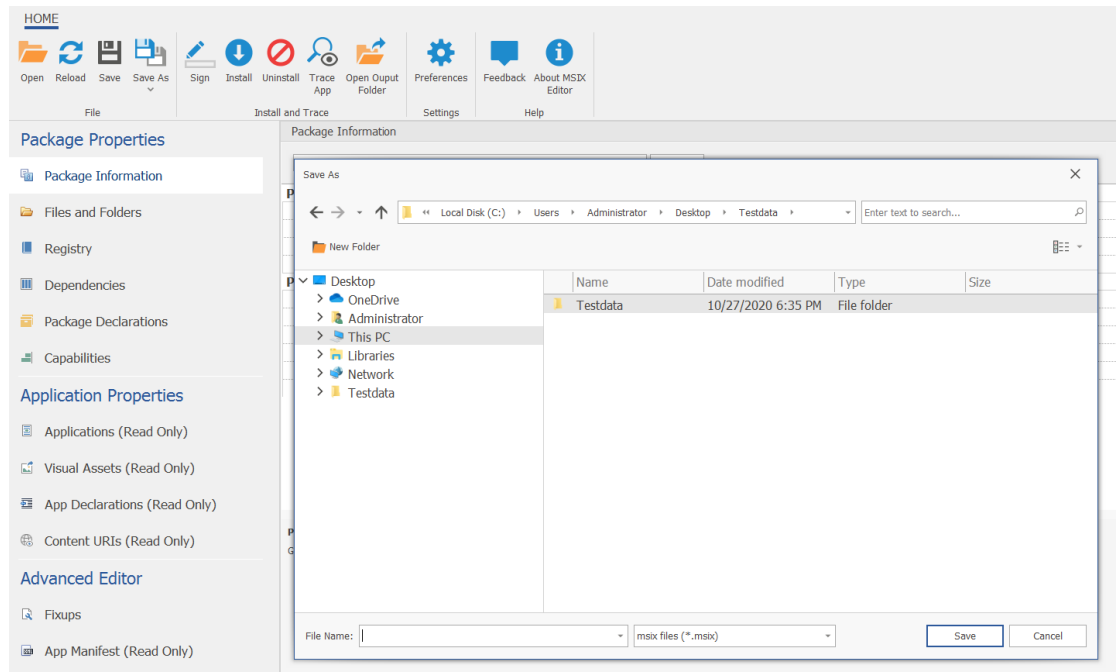 HOME
Open Reload Save Save As Sign Install Uninstall Trace App Open Ouput Folder Preferences Feedback About MSIX Editor
File Install and Trace Settings Help
Package Properties
Package Information
Files and Folders
Registry
Dependencies
Package Declarations
Capabilities
Application Properties
Applications (Read Only)
Visual Assets (Read Only)
App Declarations (Read Only)
Content URIs (Read Only)
Advanced Editor
Fixups
App Manifest (Read Only)
Package Information
P
P
P
G
Save As
Local Disk (C:) Users Administrator Desktop Testdata Enter text to search...
New Folder
Desktop
OneDrive
Administrator
This PC
Libraries
Network
Testdata
Name Date modified Type Size
Testdata 10/27/2020 6:35 PM File folder
File Name: msix files (*.msix) Save Cancel